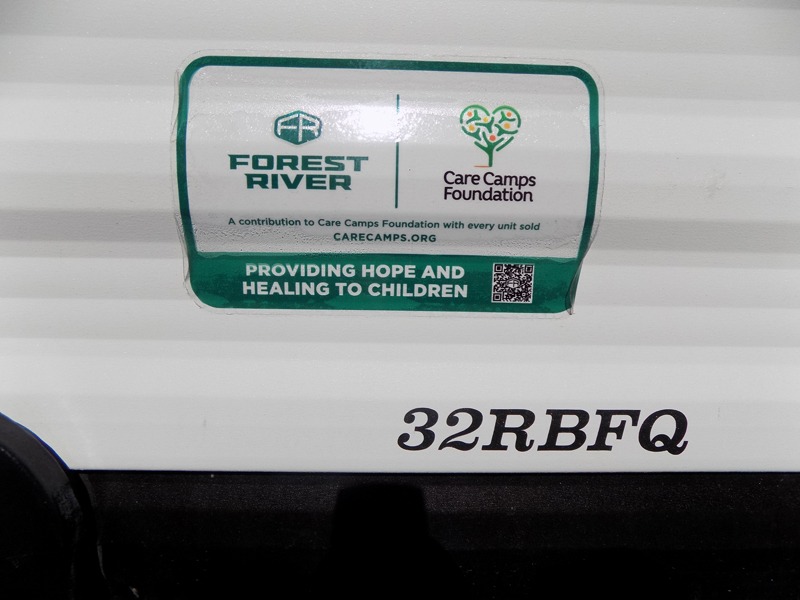 FR
FOREST
RIVER
Care Camps
Foundation
A contribution to Care Camps Foundation with every unit sold
CARECAMPS.ORG
PROVIDING HOPE AND
HEALING TO CHILDREN
32RBFQ